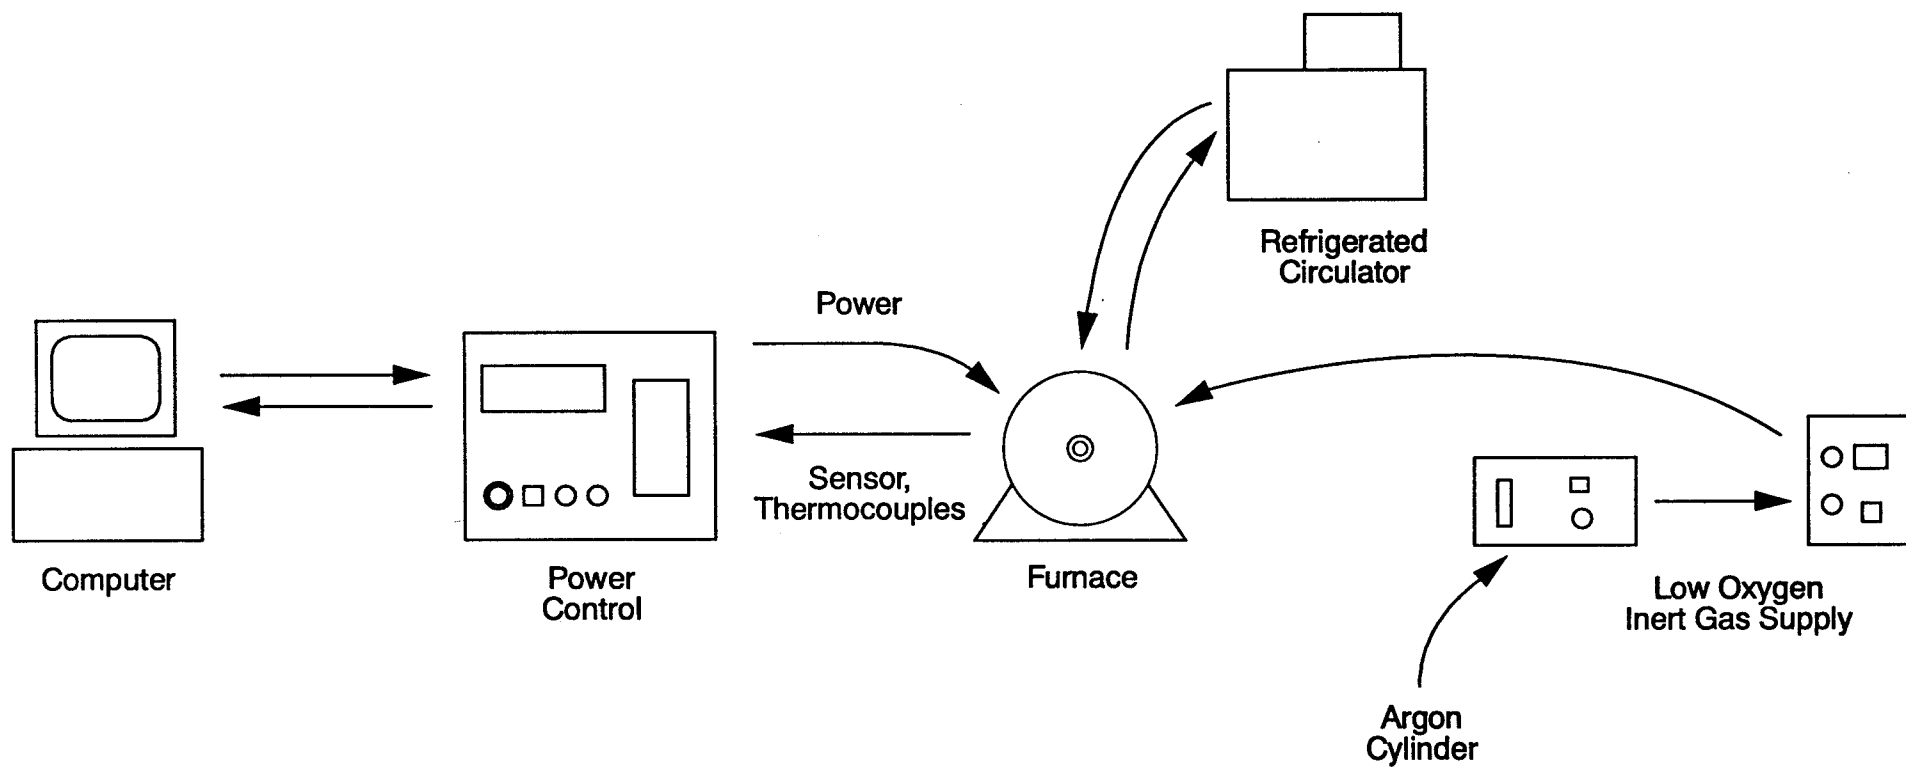 Refrigerated
Circulator
Power
Sensor,
Thermocouples
Computer
Power
Control
Furnace
Low Oxygen
Inert Gas Supply
Argon
Cylinder